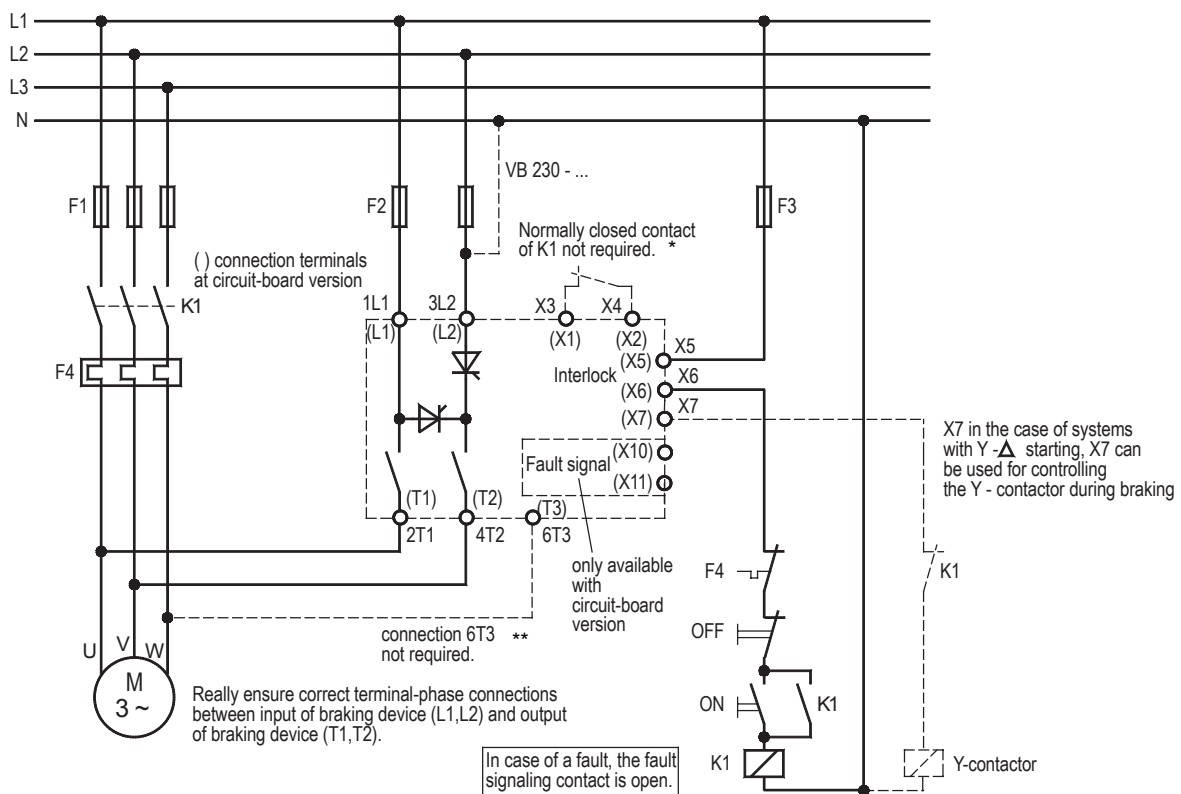 L1
L2
L3
N
VB 230 - ...
F1
F2
F3
Normally closed contact
of K1 not required. *
( ) connection terminals
at circuit-board version
K1
1L1
3L2
X3
X4
(L1)
(L2)
(X1)
(X2)
X5
(X5)
F4
Interlock
X6
(X6)
X7
(X7)
X7 in the case of systems
with Y -Δ starting, X7 can
be used for controlling
the Y - contactor during braking
Fault signal
(X10)
(X11)
(T1)
(T2)
(T3)
2T1
4T2
6T3
only available
with
circuit-board
version
F4
K1
OFF
connection 6T3 **
not required.
U
V
W
M
3 ~
Really ensure correct terminal-phase connections
between input of braking device (L1,L2) and output
of braking device (T1,T2).
ON
K1
In case of a fault, the fault
signaling contact is open.
K1
Y-contactor